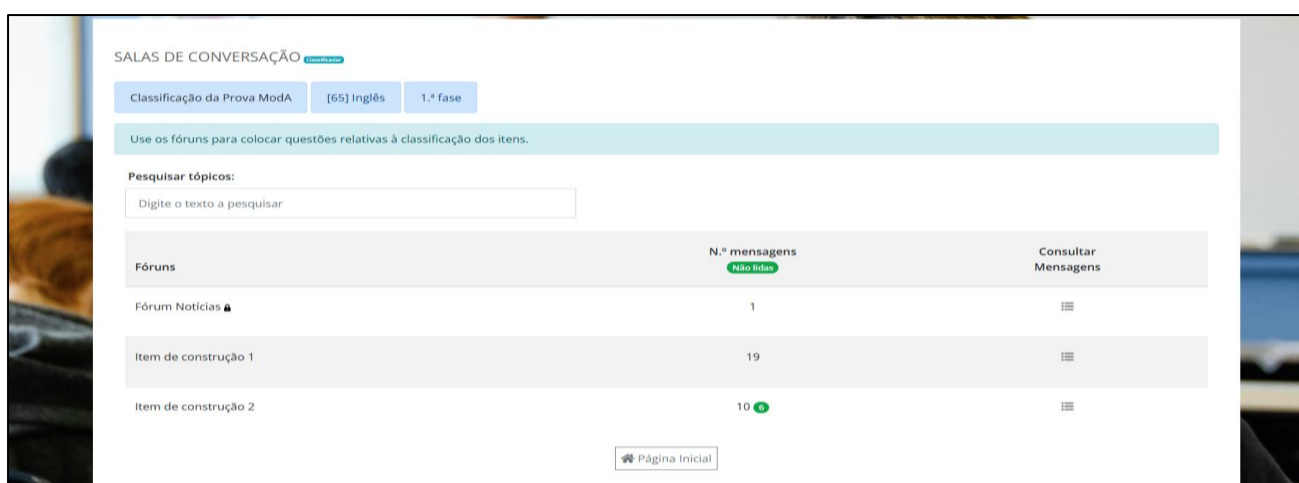 SALAS DE CONVERSAÇÃO Classificador
Classificação da Prova ModA [65] Inglês 1.ª fase
Use os fóruns para colocar questões relativas à classificação dos itens.
Pesquisar tópicos:
Digite o texto a pesquisar
Fóruns N.º mensagens Não lidas Consultar Mensagens
Fórum Notícias 1
Item de construção 1 19
Item de construção 2 10 6
Página Inicial